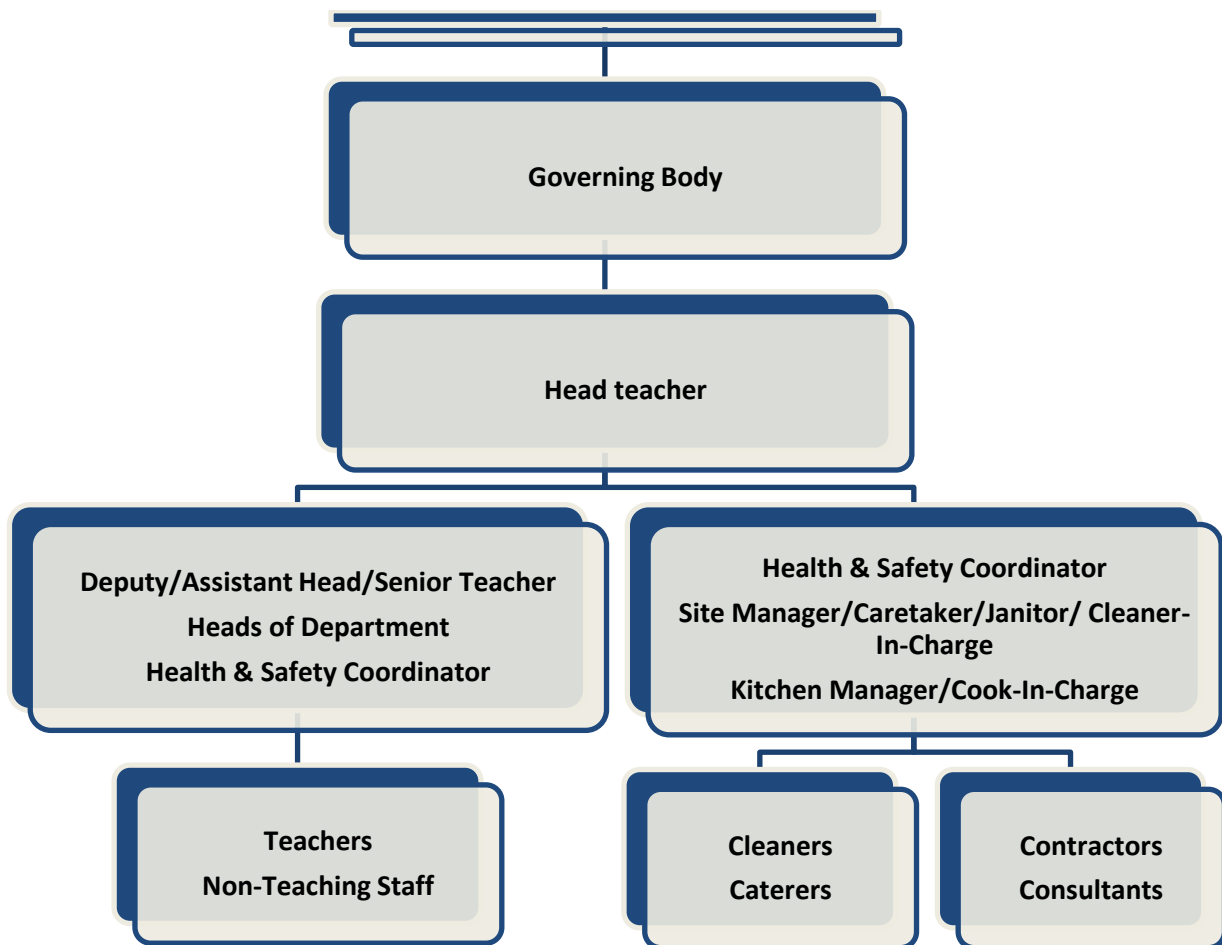 Governing Body
Head teacher
Deputy/Assistant Head/Senior Teacher
Heads of Department
Health & Safety Coordinator
Health & Safety Coordinator
Site Manager/Caretaker/Janitor/ Cleaner-
In-Charge
Kitchen Manager/Cook-In-Charge
Teachers
Non-Teaching Staff
Cleaners
Caterers
Contractors
Consultants